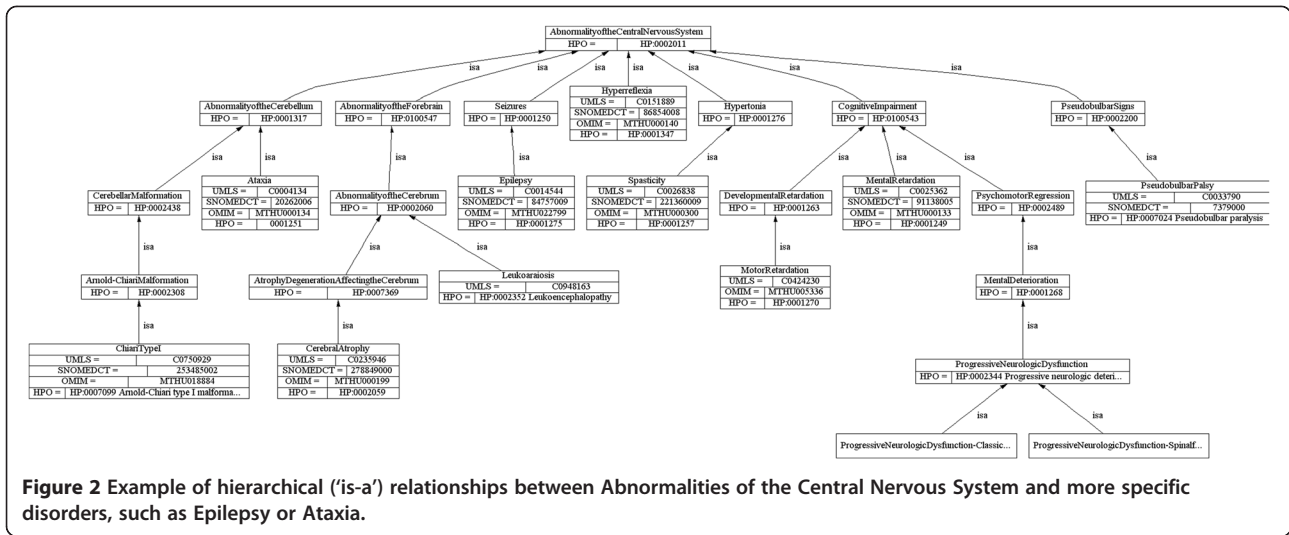 AbnormalityoftheCentralNervousSystem
HPO = HP:0002011
isa isa isa isa isa isa isa
AbnormalityoftheCerebellum
HPO = HP:0001317
AbnormalityoftheForebrain
HPO = HP:0100547
Seizures
HPO = HP:0001250
Hyperreflexia
UMLS = C0151889
SNOMEDCT = 86854008
OMIM = MTHU000140
HPO = HP:0001347
Hypertonia
HPO = HP:0001276
CognitiveImpairment
HPO = HP:0100543
PseudobulbarSigns
HPO = HP:0002200
isa isa isa isa isa isa isa isa isa
CerebellarMalformation
HPO = HP:0002438
Ataxia
UMLS = C0004134
SNOMEDCT = 20262006
OMIM = MTHU000134
0001251
AbnormalityoftheCerebrum
HPO = HP:0002060
Epilepsy
UMLS = C0014544
SNOMEDCT = 84757009
OMIM = MTHU022799
HPO = HP:0001275
Spasticity
UMLS = C0026838
SNOMEDCT = 221360009
OMIM = MTHU000300
HPO = HP:0001257
DevelopmentalRetardation
HPO = HP:0001263
MentalRetardation
UMLS = C0025362
SNOMEDCT = 91138005
OMIM = MTHU000133
HPO = HP:0001249
PsychomotorRegression
HPO = HP:0002489
PseudobulbarPalsy
UMLS = C0033790
SNOMEDCT = 7379000
HPO = HP:0007024 Pseudobulbar paralysis
isa isa isa isa isa
Arnold-ChiariMalformation
HPO = HP:0002308
AtrophyDegenerationAffectingtheCerebrum
HPO = HP:0007369
Leukoaraiosis
UMLS = C0948163
HPO = HP:0002352 Leukoencephalopathy
MotorRetardation
UMLS = C0424230
OMIM = MTHU005336
HPO = HP:0001270
MentalDeterioration
HPO = HP:0001268
isa isa isa
ChiariTypeI
UMLS = C0750929
SNOMEDCT = 253485002
OMIM = MTHU018884
HPO = HP:0007099 Arnold-Chiari type I malforma...
CerebralAtrophy
UMLS = C0235946
SNOMEDCT = 278849000
OMIM = MTHU000199
HPO = HP:0002059
ProgressiveNeurologicDysfunction
HPO = HP:0002344 Progressive neurologic deteri...
isa isa
ProgressiveNeurologicDysfunction-Classic...
ProgressiveNeurologicDysfunction-Spinalf...
Figure 2 Example of hierarchical (‘is-a’) relationships between Abnormalities of the Central Nervous System and more specific
disorders, such as Epilepsy or Ataxia.